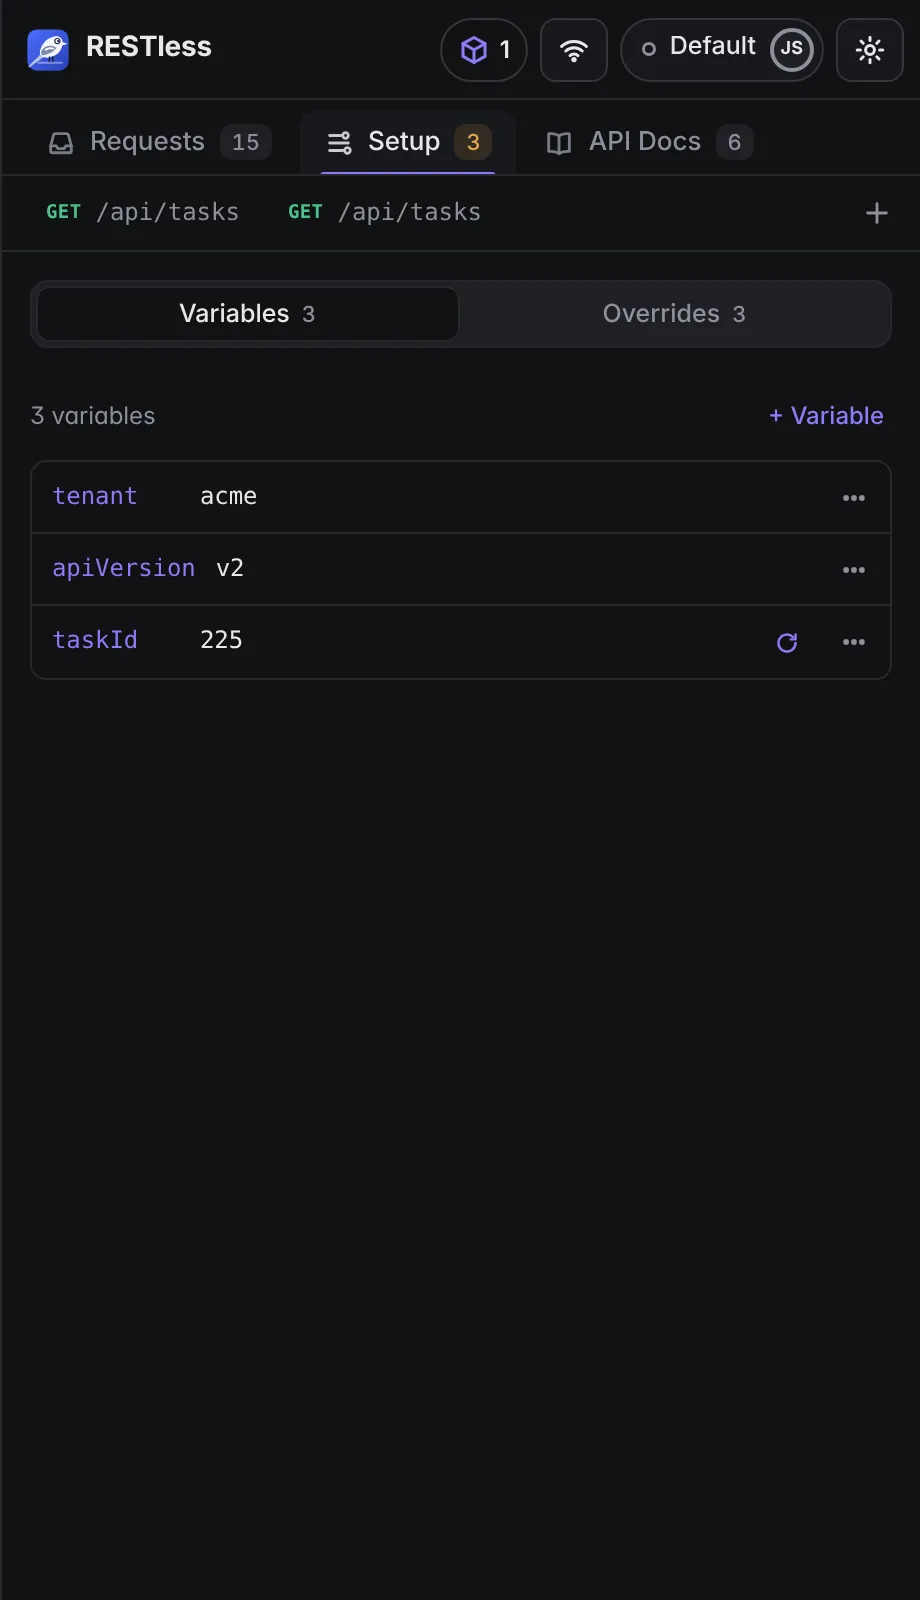 RESTless
1
Default
JS
Requests 15
Setup 3
API Docs 6
GET /api/tasks
GET /api/tasks
+
Variables 3
Overrides 3
3 variables
+ Variable
tenant acme
apiVersion v2
taskId 225